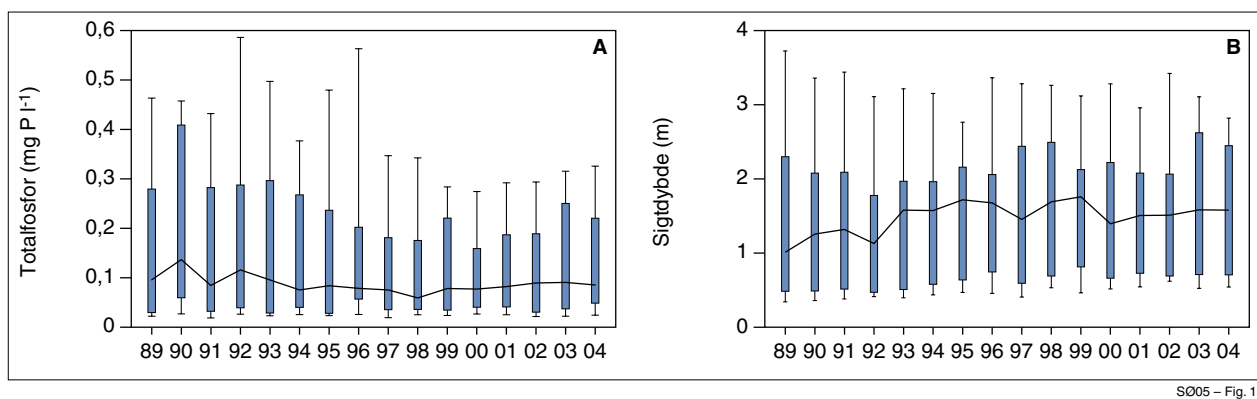 A
Totalfosfor (mg P l-1)
0,6
0,5
0,4
0,3
0,2
0,1
0
89 90 91 92 93 94 95 96 97 98 99 00 01 02 03 04
B
Sigtdybde (m)
4
3
2
1
0
89 90 91 92 93 94 95 96 97 98 99 00 01 02 03 04
SØ05 – Fig. 1